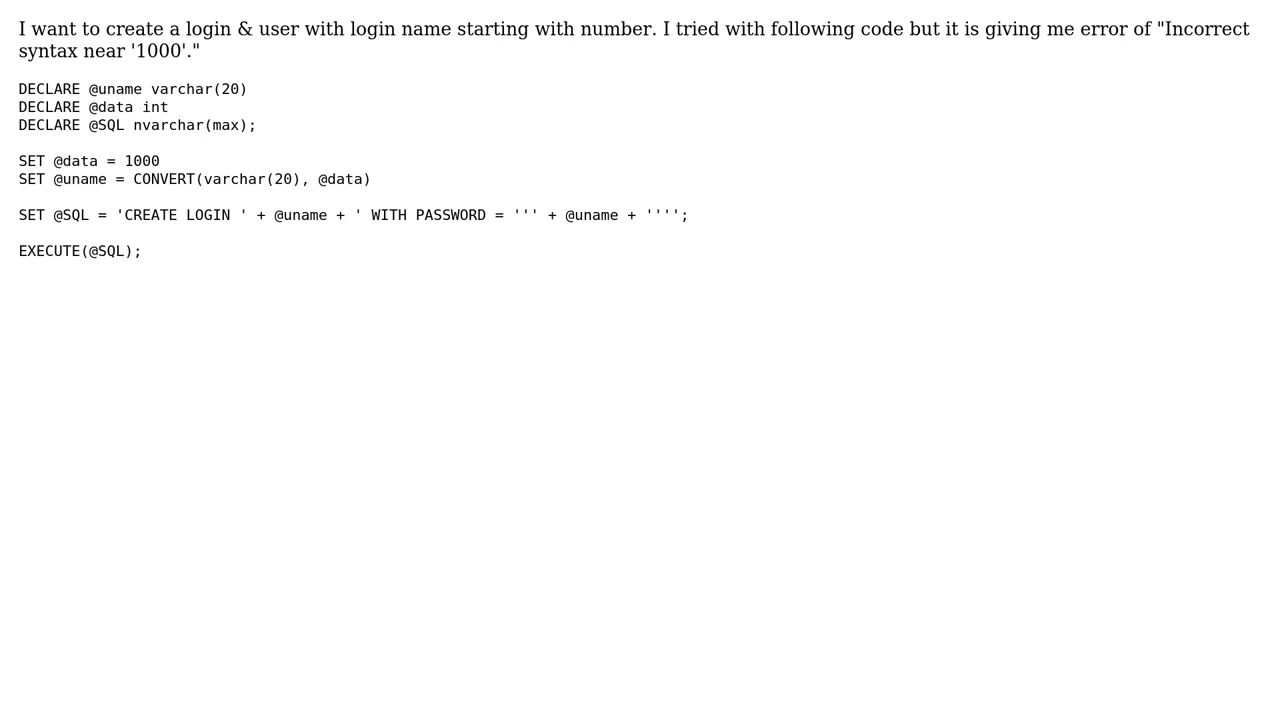 I want to create a login & user with login name starting with number. I tried with following code but it is giving me error of "Incorrect
syntax near '1000'."
DECLARE @uname varchar(20)
DECLARE @data int
DECLARE @SQL nvarchar(max);
SET @data = 1000
SET @uname = CONVERT(varchar(20), @data)
SET @SQL = 'CREATE LOGIN ' + @uname + ' WITH PASSWORD = ''' + @uname + '''';
EXECUTE(@SQL);